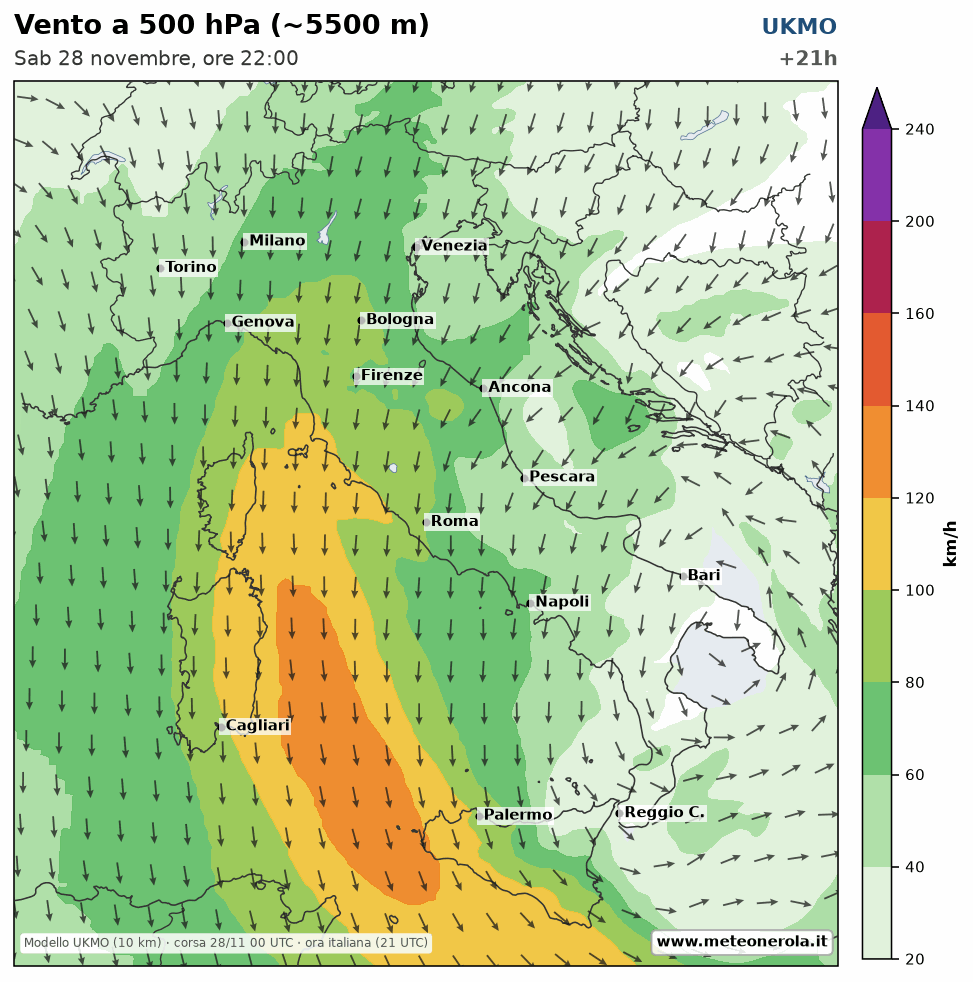 Vento a 500 hPa (~5500 m)
UKMO
Sab 28 novembre, ore 22:00
+21h
240
200
160
140
120
100
80
60
40
20
km/h
Milano
Venezia
Torino
Genova
Bologna
Firenze
Ancona
Pescara
Roma
Bari
Napoli
Cagliari
Palermo
Reggio C.
Modello UKMO (10 km) · corsa 28/11 00 UTC · ora italiana (21 UTC)
www.meteonerola.it